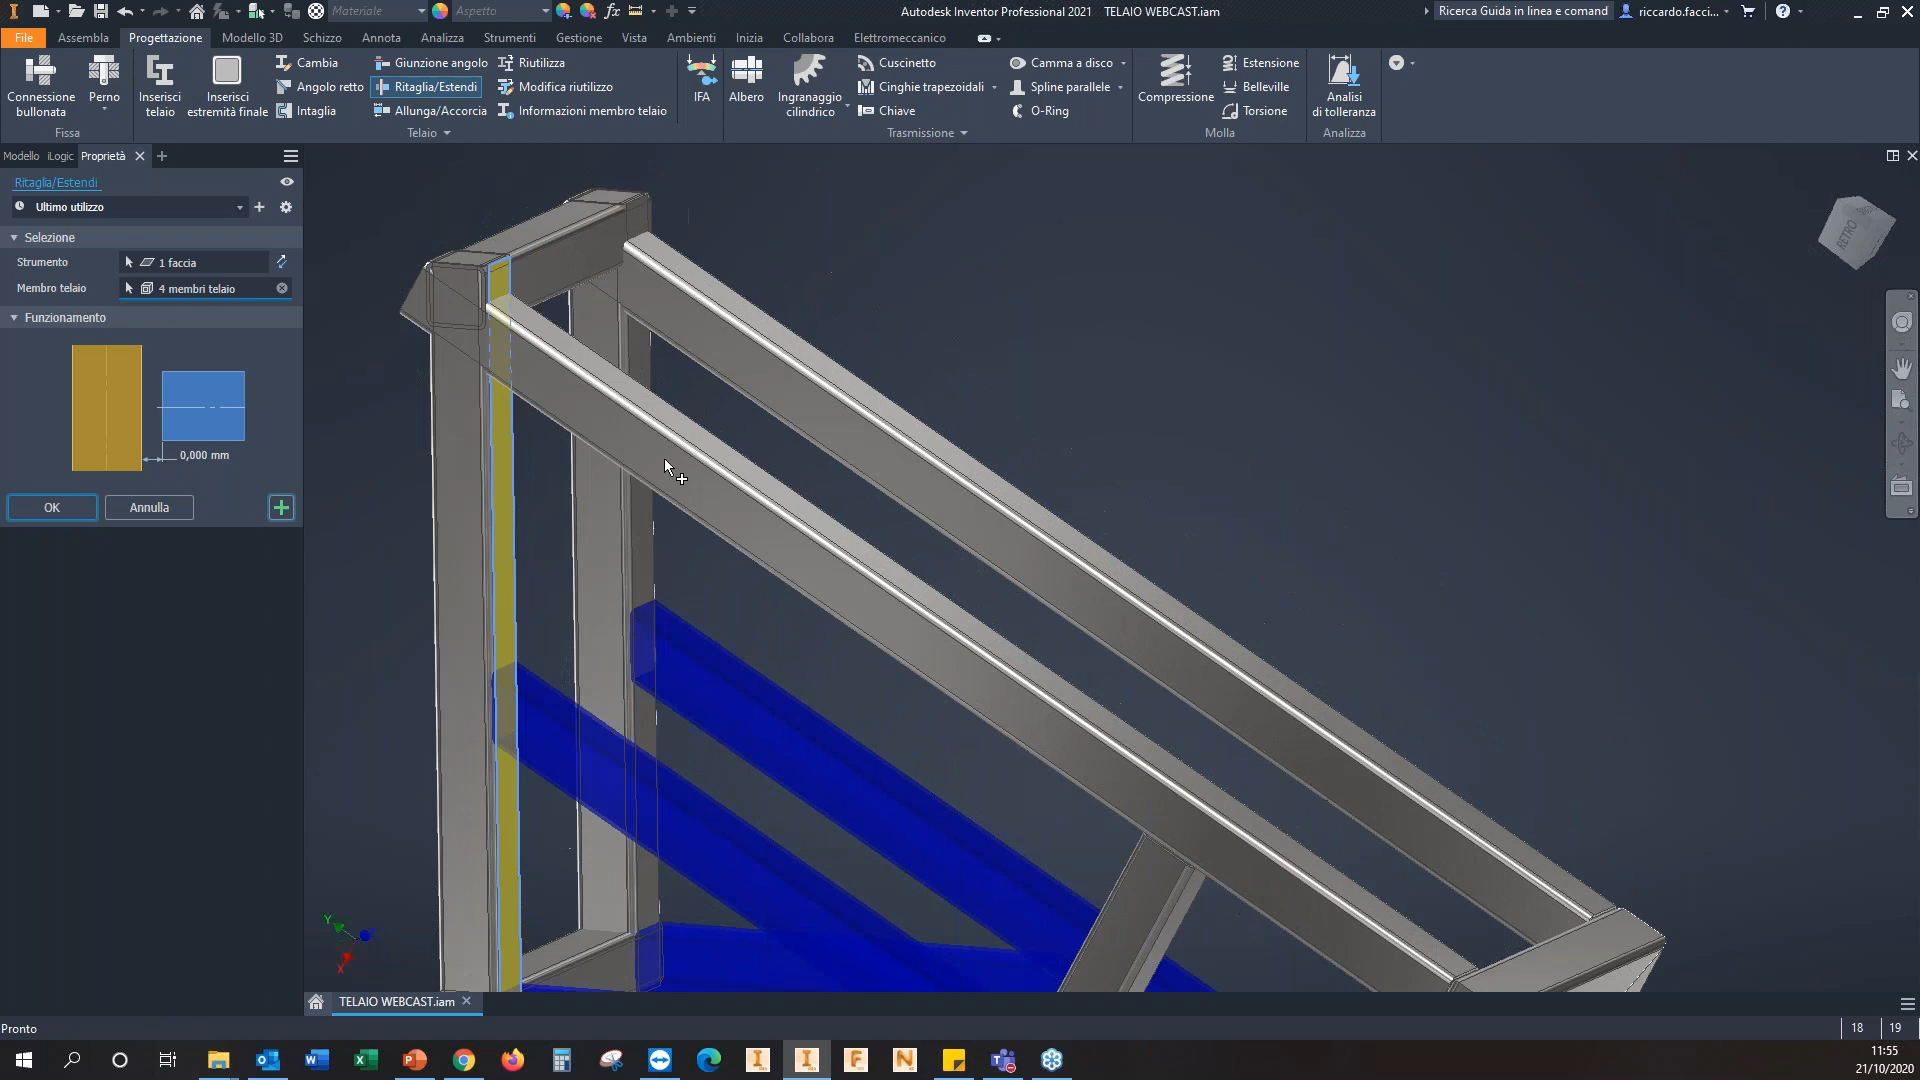 Materiale
Aspetto
Autodesk Inventor Professional 2021 TELAIO WEBCAST.iam
Ricerca Guida in linea e comand
riccardo.facci...
File
Assembla
Progettazione
Modello 3D
Schizzo
Annota
Analizza
Strumenti
Gestione
Vista
Ambienti
Inizia
Collabora
Elettromeccanico
Connessione
bullonata
Perno
Fissa
Inserisci
telaio
Inserisci
estremità finale
Cambia
Angolo retto
Intaglia
Giunzione angolo
Ritaglia/Estendi
Allunga/Accorcia
Riutilizza
Modifica riutilizzo
Informazioni membro telaio
Telaio
IFA
Albero
Ingranaggio
cilindrico
Cuscinetto
Cinghie trapezoidali
Chiave
Camma a disco
Spline parallele
O-Ring
Trasmissione
Compressione
Estensione
Belleville
Torsione
Molla
Analisi
di tolleranza
Analizza
Modello
iLogic
Proprietà
Ritaglia/Estendi
Ultimo utilizzo
Selezione
Strumento
1 faccia
Membro telaio
4 membri telaio
Funzionamento
0,000 mm
OK
Annulla
RETRO
Y
X
TELAIO WEBCAST.iam
Pronto
18
19
11:55
21/10/2020